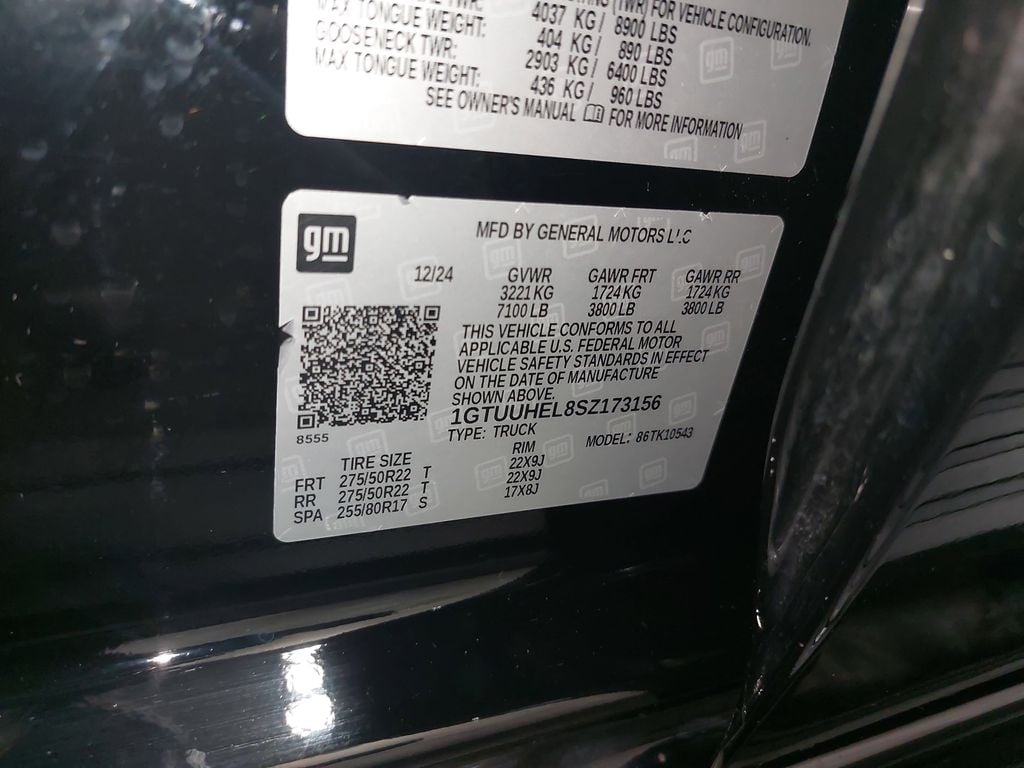 TWR) FOR VEHICLE CONFIGURATION.
TWR: 4037 KG/ 8900 LBS
MAX TONGUE WEIGHT: 404 KG/ 890 LBS
GOOSENECK TWR: 2903 KG/ 6400 LBS
MAX TONGUE WEIGHT: 436 KG/ 960 LBS
SEE OWNER'S MANUAL FOR MORE INFORMATION
gm
MFD BY GENERAL MOTORS LLC
12/24 GVWR GAWR FRT GAWR RR
3221 KG 1724 KG 1724 KG
7100 LB 3800 LB 3800 LB
THIS VEHICLE CONFORMS TO ALL
APPLICABLE U.S. FEDERAL MOTOR
VEHICLE SAFETY STANDARDS IN EFFECT
ON THE DATE OF MANUFACTURE
SHOWN ABOVE.
1GTUUHEL8SZ173156
8555
TYPE: TRUCK MODEL: 86TK10543
TIRE SIZE RIM
FRT 275/50R22 T 22X9J
RR 275/50R22 T 22X9J
SPA 255/80R17 S 17X8J